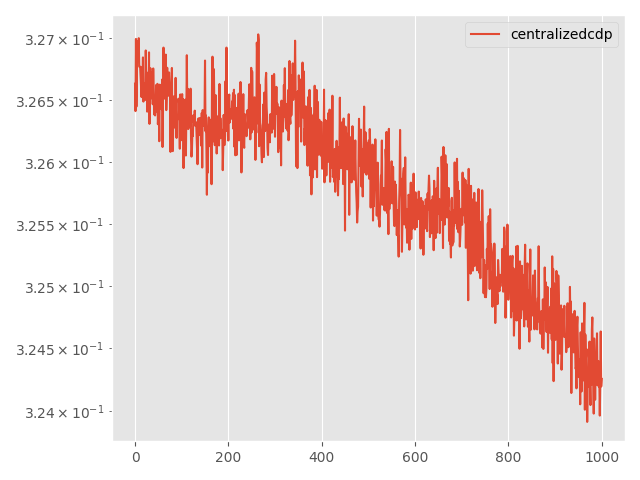 centralizedcdp
3.27 × 10⁻¹
3.265 × 10⁻¹
3.26 × 10⁻¹
3.255 × 10⁻¹
3.25 × 10⁻¹
3.245 × 10⁻¹
3.24 × 10⁻¹
0 200 400 600 800 1000